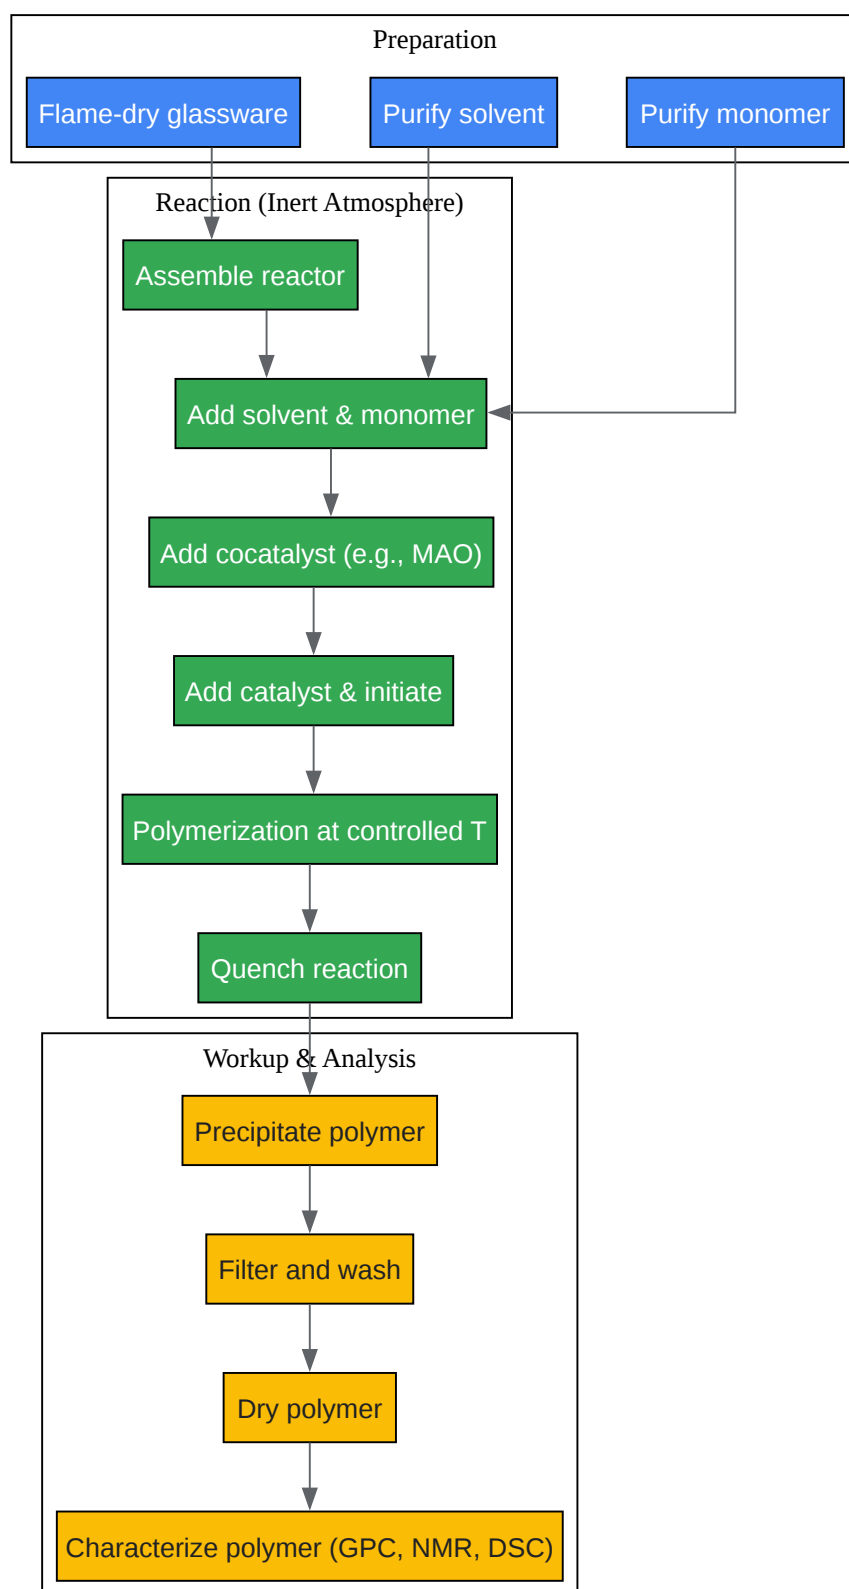 Preparation
Flame-dry glassware
Purify solvent
Purify monomer
Reaction (Inert Atmosphere)
Assemble reactor
Add solvent & monomer
Add cocatalyst (e.g., MAO)
Add catalyst & initiate
Polymerization at controlled T
Quench reaction
Workup & Analysis
Precipitate polymer
Filter and wash
Dry polymer
Characterize polymer (GPC, NMR, DSC)